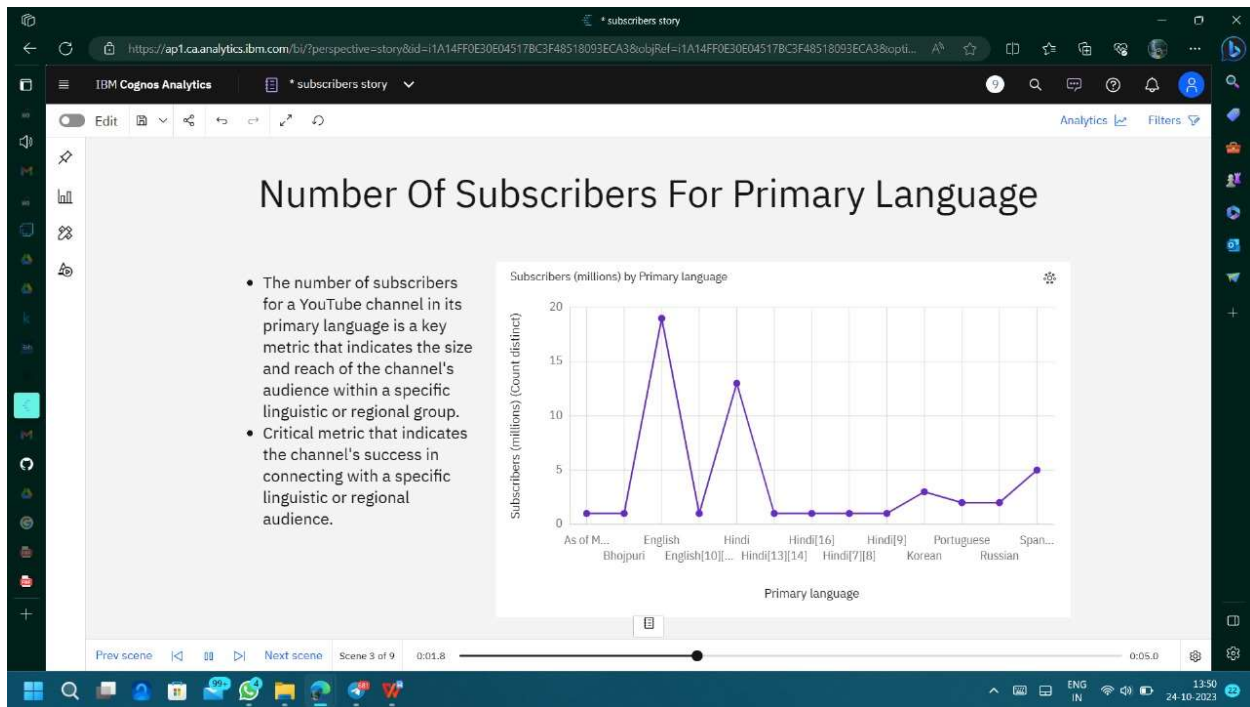 * subscribers story
https://ap1.ca.analytics.ibm.com/bi/?perspective=story&id=i1A14FF0E30E04517BC3F48518093ECA3&objRef=i1A14FF0E30E04517BC3F48518093ECA3&opti...
IBM Cognos Analytics
* subscribers story
9
Edit
Analytics
Filters
Number Of Subscribers For Primary Language
• The number of subscribers
for a YouTube channel in its
primary language is a key
metric that indicates the size
and reach of the channel's
audience within a specific
linguistic or regional group.
• Critical metric that indicates
the channel's success in
connecting with a specific
linguistic or regional
audience.
Subscribers (millions) by Primary language
Subscribers (millions) (Count distinct)
20
15
10
5
0
As of M...
Bhojpuri
English
English[10][...
Hindi
Hindi[13][14]
Hindi[16]
Hindi[7][8]
Hindi[9]
Korean
Portuguese
Russian
Span...
Primary language
Prev scene
Next scene
Scene 3 of 9
0:01.8
0:05.0
99+
ENG
IN
13:50
24-10-2023
22